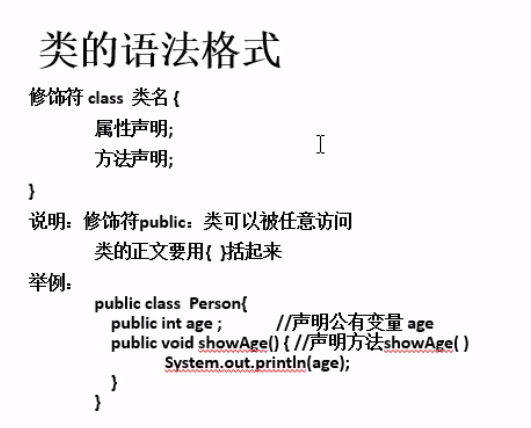 类的语法格式
修饰符 class 类名 {
属性声明;
方法声明;
}
说明：修饰符public：类可以被任意访问
类的正文要用{ }括起来
举例：
public class Person{
public int age ; //声明公有变量 age
public void showAge() { //声明方法showAge( )
System.out.println(age);
}
}